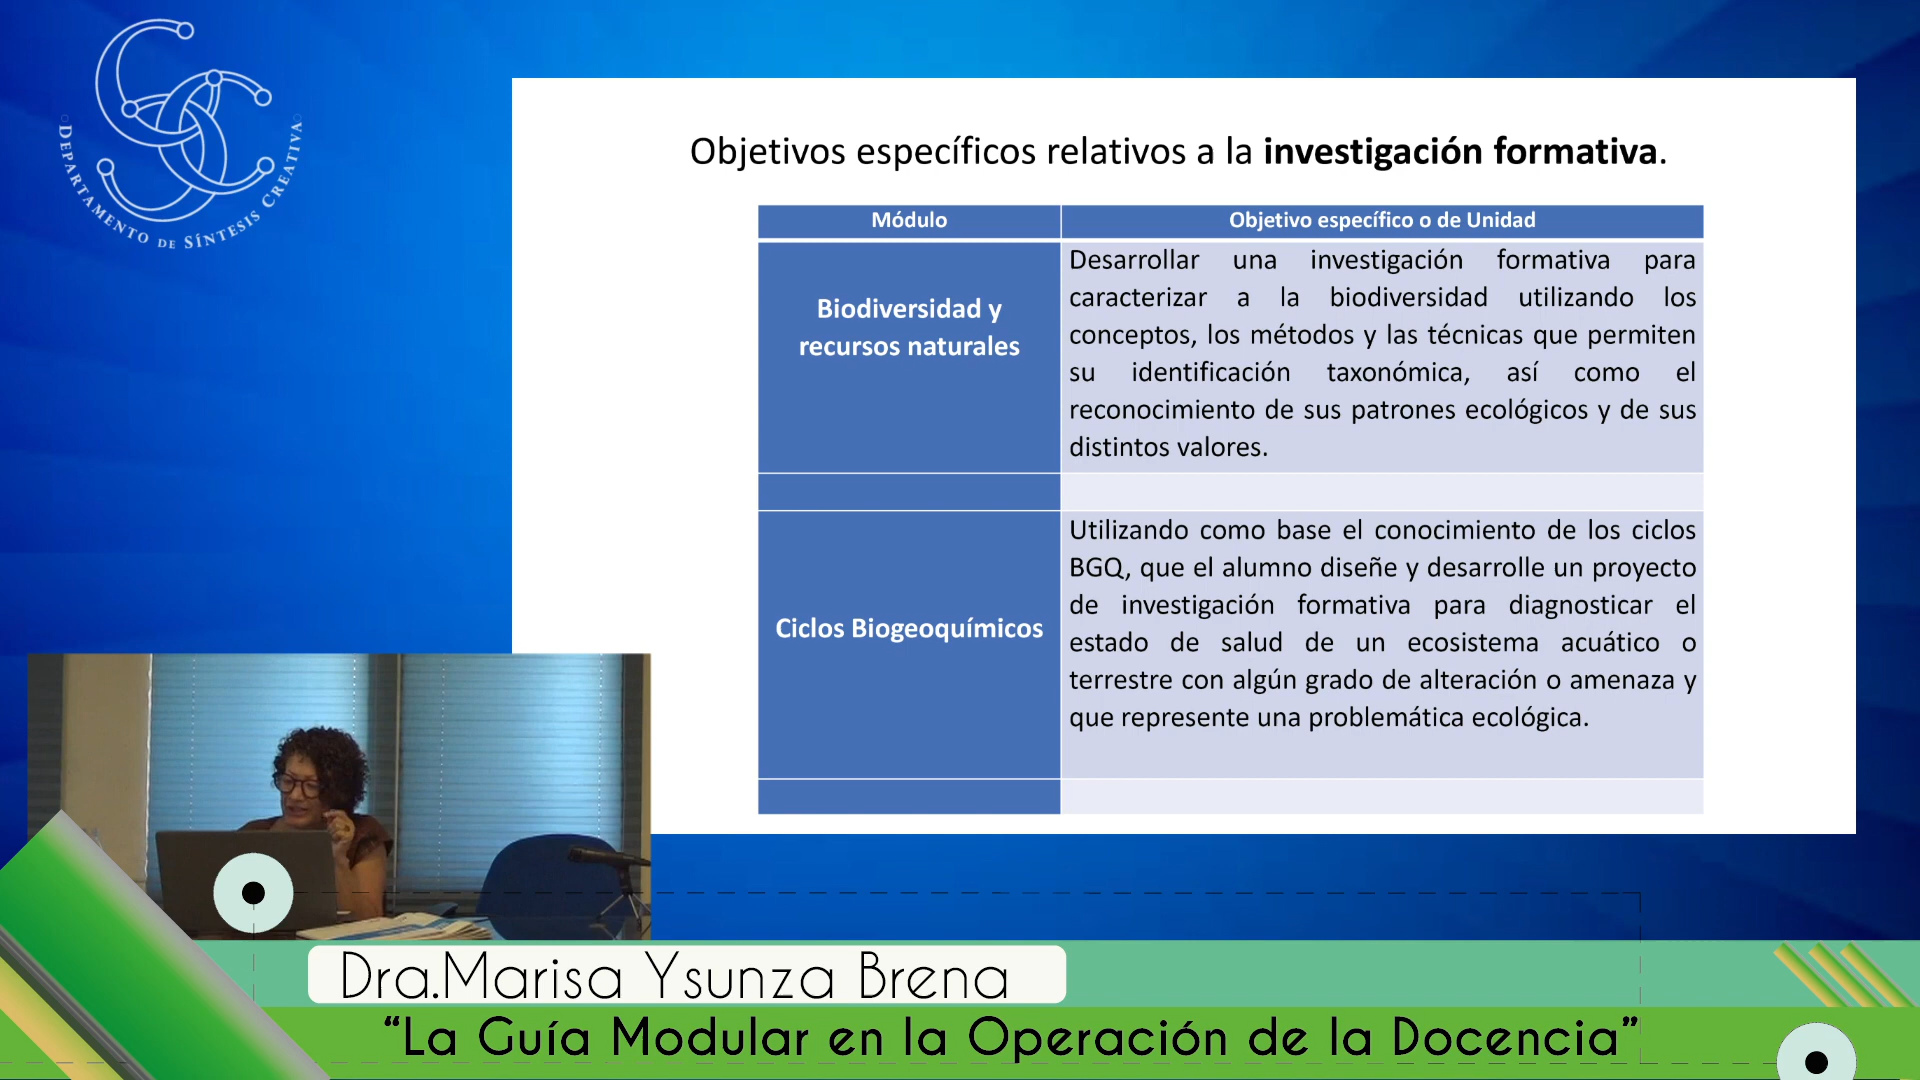 DEPARTAMENTO DE SÍNTESIS CREATIVA
Objetivos específicos relativos a la investigación formativa.
Módulo
Objetivo específico o de Unidad
Biodiversidad y
recursos naturales
Desarrollar una investigación formativa para
caracterizar a la biodiversidad utilizando los
conceptos, los métodos y las técnicas que permiten
su identificación taxonómica, así como el
reconocimiento de sus patrones ecológicos y de sus
distintos valores.
Ciclos Biogeoquímicos
Utilizando como base el conocimiento de los ciclos
BGQ, que el alumno diseñe y desarrolle un proyecto
de investigación formativa para diagnosticar el
estado de salud de un ecosistema acuático o
terrestre con algún grado de alteración o amenaza y
que represente una problemática ecológica.
Dra.Marisa Ysunza Brena
“La Guía Modular en la Operación de la Docencia”